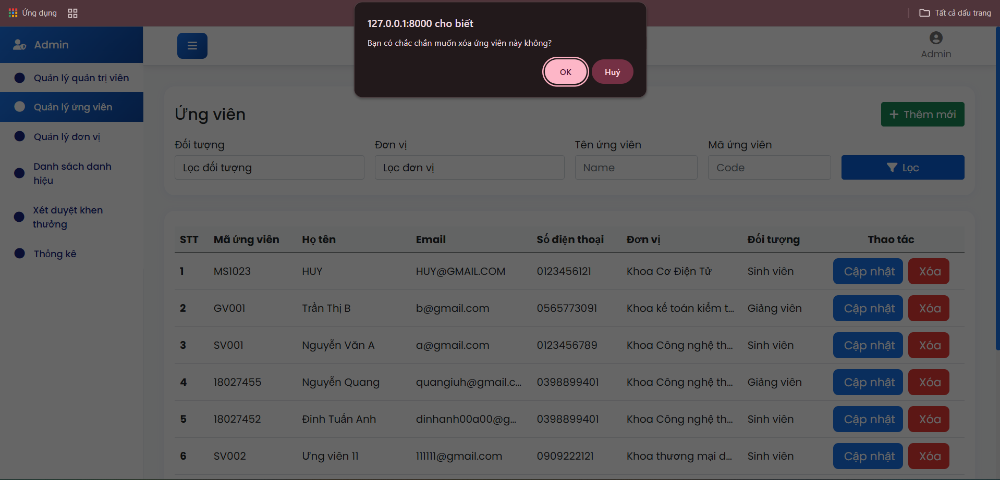 Ứng dụng
Tất cả dấu trang
127.0.0.1:8000 cho biết
Bạn có chắc chắn muốn xóa ứng viên này không?
OK Huỷ
Admin
Admin
Quản lý quản trị viên
Quản lý ứng viên
Quản lý đơn vị
Danh sách danh
hiệu
Xét duyệt khen
thưởng
Thống kê
Ứng viên
+ Thêm mới
Đối tượng Đơn vị Tên ứng viên Mã ứng viên
Lọc đối tượng Lọc đơn vị Name Code Lọc
STT Mã ứng viên Họ tên Email Số điện thoại Đơn vị Đối tượng Thao tác
1 MS1023 HUY HUY@GMAIL.COM 0123456121 Khoa Cơ Điện Tử Sinh viên Cập nhật Xóa
2 GV001 Trần Thị B b@gmail.com 0565773091 Khoa kế toán kiểm t... Giảng viên Cập nhật Xóa
3 SV001 Nguyễn Văn A a@gmail.com 0123456789 Khoa Công nghệ th... Sinh viên Cập nhật Xóa
4 18027455 Nguyễn Quang quangiuh@gmail.c... 0398899401 Khoa Công nghệ th... Giảng viên Cập nhật Xóa
5 18027452 Đinh Tuấn Anh dinhanh00a00@g... 0398899401 Khoa Công nghệ th... Sinh viên Cập nhật Xóa
6 SV002 Ứng viên 11 111111@gmail.com 0909222121 Khoa thương mại d... Sinh viên Cập nhật Xóa